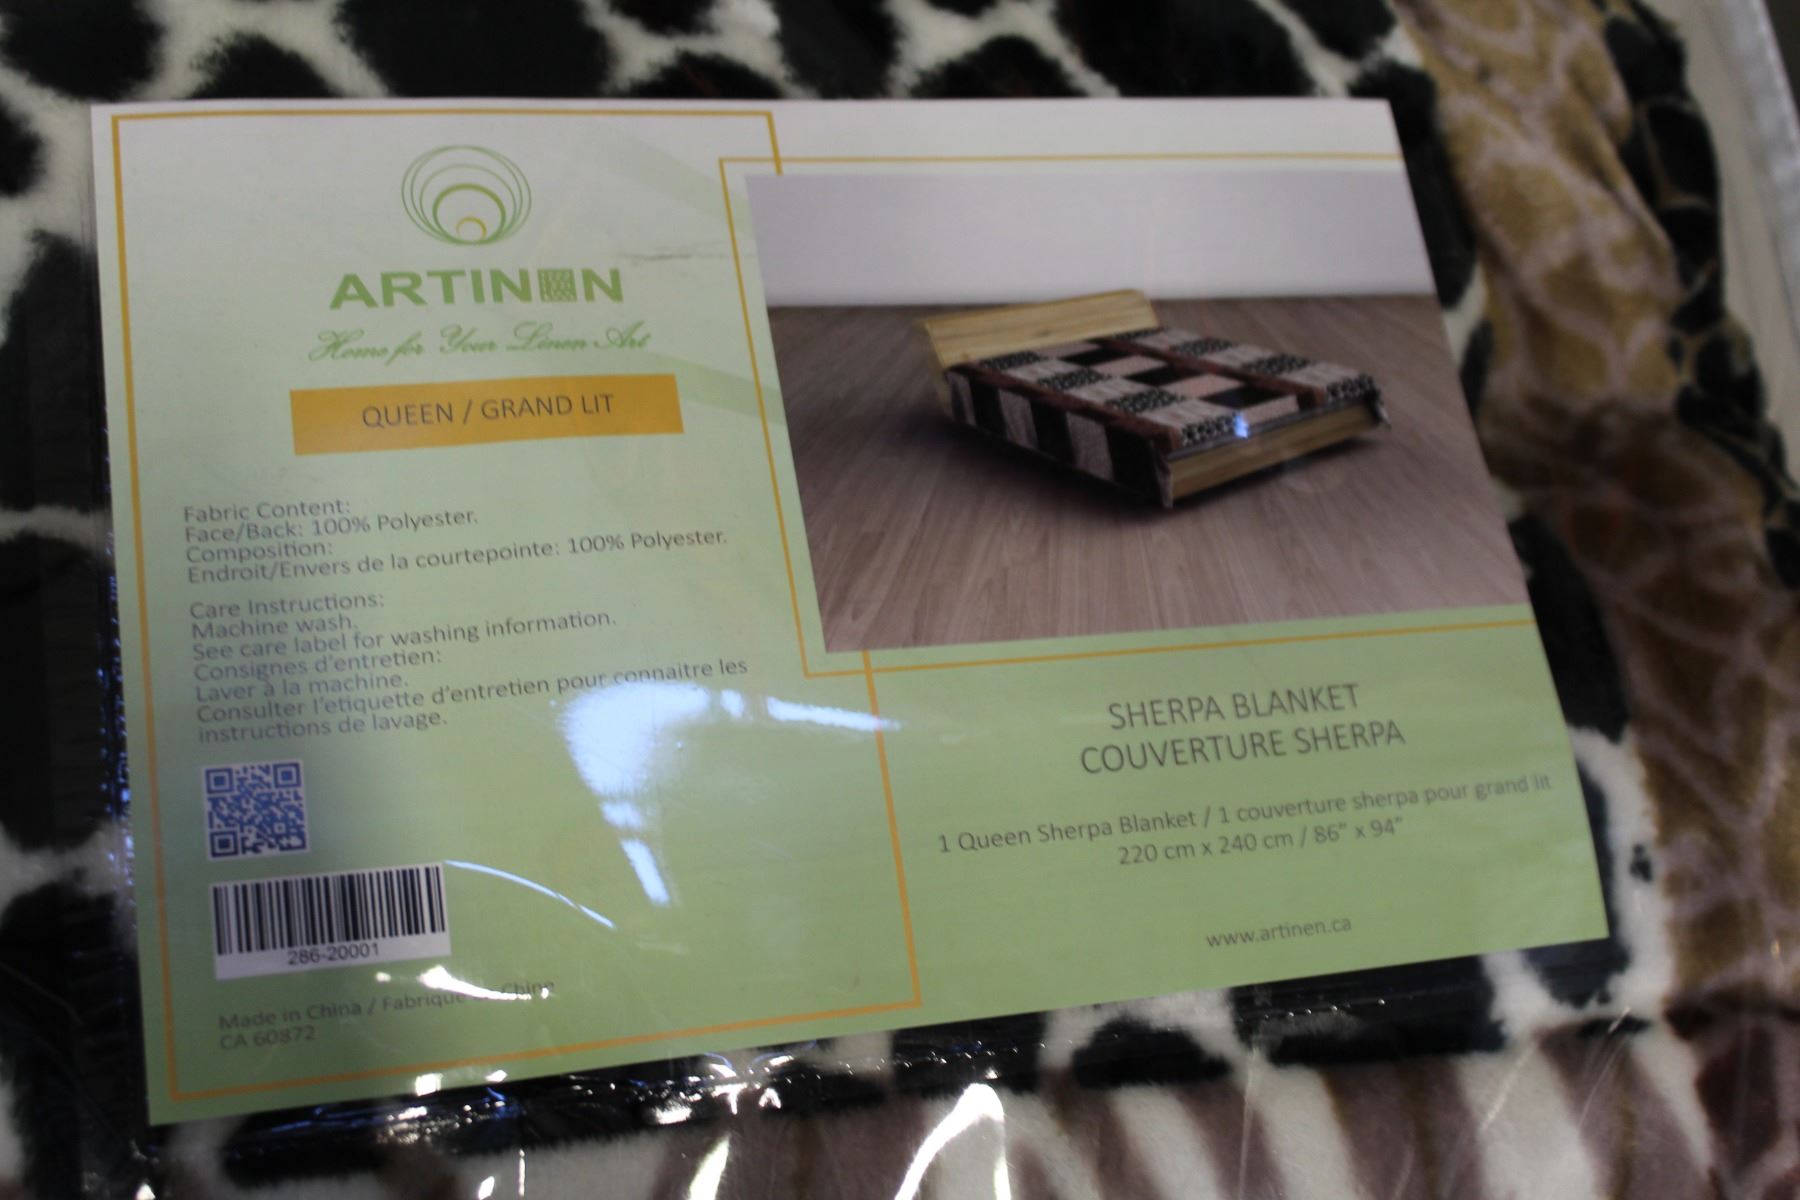 ARTINEN
Home for Your Linen Art
QUEEN / GRAND LIT
Fabric Content:
Face/Back: 100% Polyester.
Composition:
Endroit/Envers de la courtepointe: 100% Polyester.
Care Instructions:
Machine wash.
See care label for washing information.
Consignes d'entretien:
Laver à la machine.
Consulter l'etiquette d'entretien pour connaitre les
instructions de lavage.
286-20001
Made in China / Fabrique Chine
CA 60872
SHERPA BLANKET
COUVERTURE SHERPA
1 Queen Sherpa Blanket / 1 couverture sherpa pour grand lit
220 cm x 240 cm / 86" x 94"
www.artinen.ca